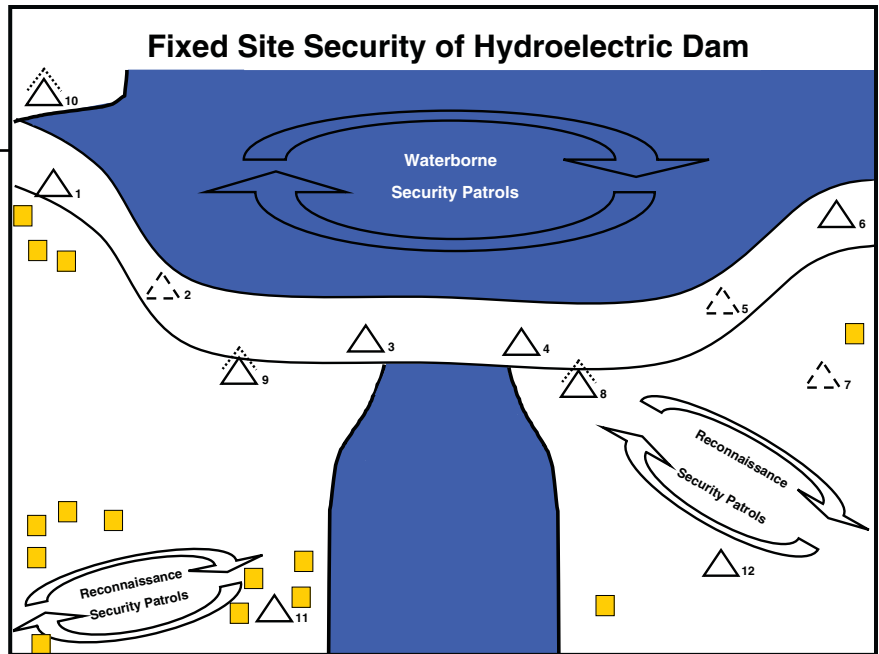 Fixed Site Security of Hydroelectric Dam
10
Waterborne
Security Patrols
1
6
2
5
3
4
9
8
7
Reconnaissance
Security Patrols
12
Reconnaissance
Security Patrols
11